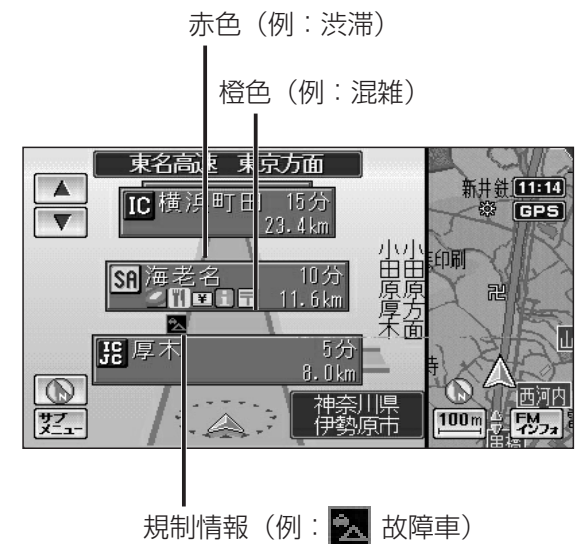 赤色（例：渋滞）
橙色（例：混雑）
東名高速 東京方面
IC 横浜町田 15分
23.4km
SA 海老名 10分
¥ i 〒 11.6km
IC JC 厚木 5分
8.0km
小田原厚木
小田原方面
神奈川県
伊勢原市
サブ
メニュー
新井鉄
11:14
GPS
印刷
卍
山
寺
西河内
100m
FM
インフォ
規制情報（例： 故障車）